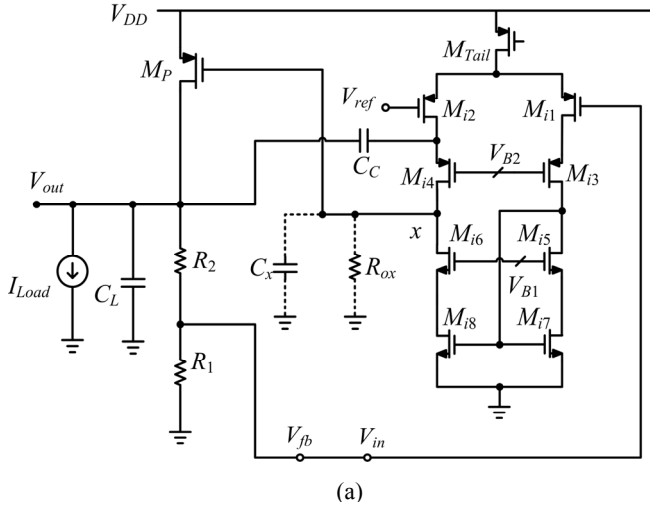 V_DD
M_Tail
M_P
V_ref
M_i2
M_i1
C_C
V_B2
V_out
M_i4
M_i3
x
M_i6
M_i5
R_2
C_x
R_ox
V_B1
I_Load
C_L
M_i8
M_i7
R_1
V_fb
V_in
(a)